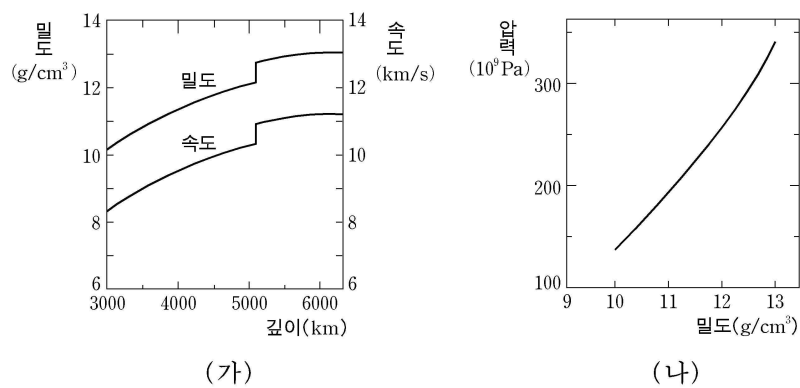 밀도
(g/cm³)
14
12
10
8
6
밀도
속도
속도
(km/s)
14
12
10
8
6
3000 4000 5000 6000
깊이(km)
(가)
압력
(10⁹Pa)
300
200
100
9 10 11 12 13
밀도(g/cm³)
(나)